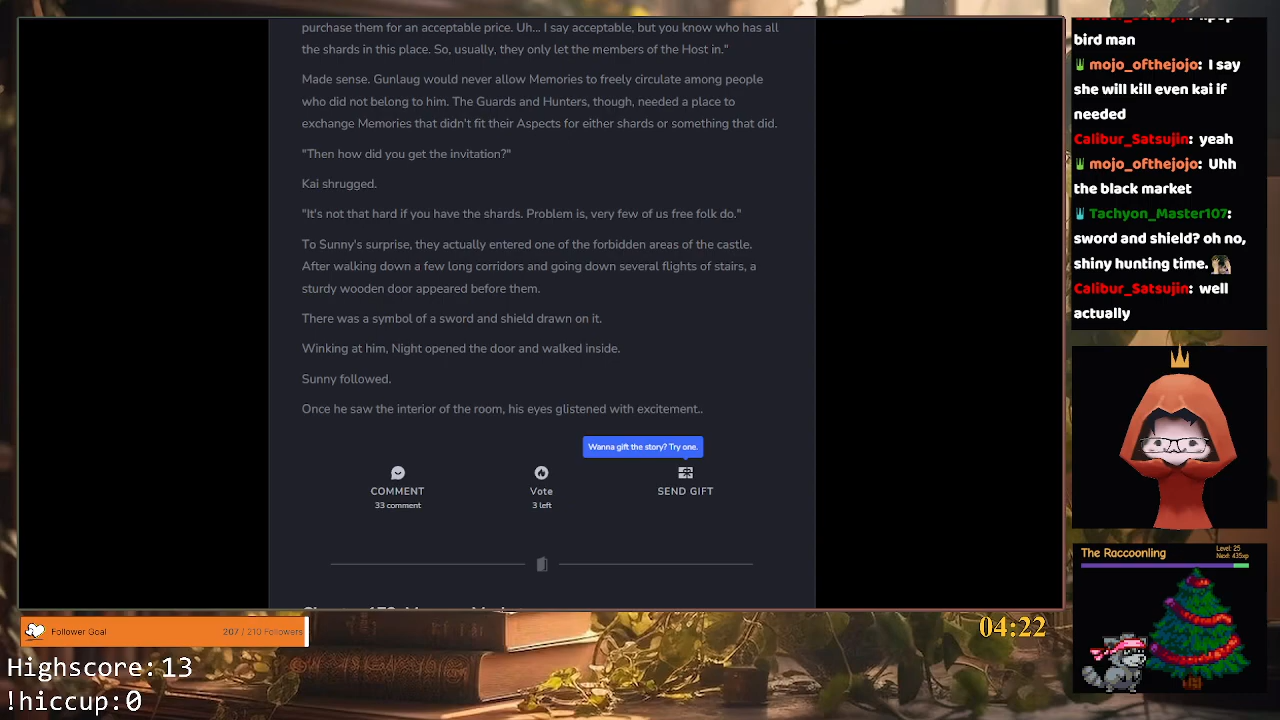 purchase them for an acceptable price. Uh... I say acceptable, but you know who has all
the shards in this place. So, usually, they only let the members of the Host in."
Made sense. Gunlaug would never allow Memories to freely circulate among people
who did not belong to him. The Guards and Hunters, though, needed a place to
exchange Memories that didn't fit their Aspects for either shards or something that did.
"Then how did you get the invitation?"
Kai shrugged.
"It's not that hard if you have the shards. Problem is, very few of us free folk do."
To Sunny's surprise, they actually entered one of the forbidden areas of the castle.
After walking down a few long corridors and going down several flights of stairs, a
sturdy wooden door appeared before them.
There was a symbol of a sword and shield drawn on it.
Winking at him, Night opened the door and walked inside.
Sunny followed.
Once he saw the interior of the room, his eyes glistened with excitement..
Wanna gift the story? Try one.
COMMENT
33 comment
Vote
3 left
SEND GIFT
bird man
mojo_ofthejojo: I say
she will kill even kai if
needed
Calibur_Satsujin: yeah
mojo_ofthejojo: Uhh
the black market
Tachyon_Master107:
sword and shield? oh no,
shiny hunting time.
Calibur_Satsujin: well
actually
The Raccoonling
Level: 25
Next: 435xp
Follower Goal
207 / 210 Followers
04:22
Highscore:13
!hiccup:0